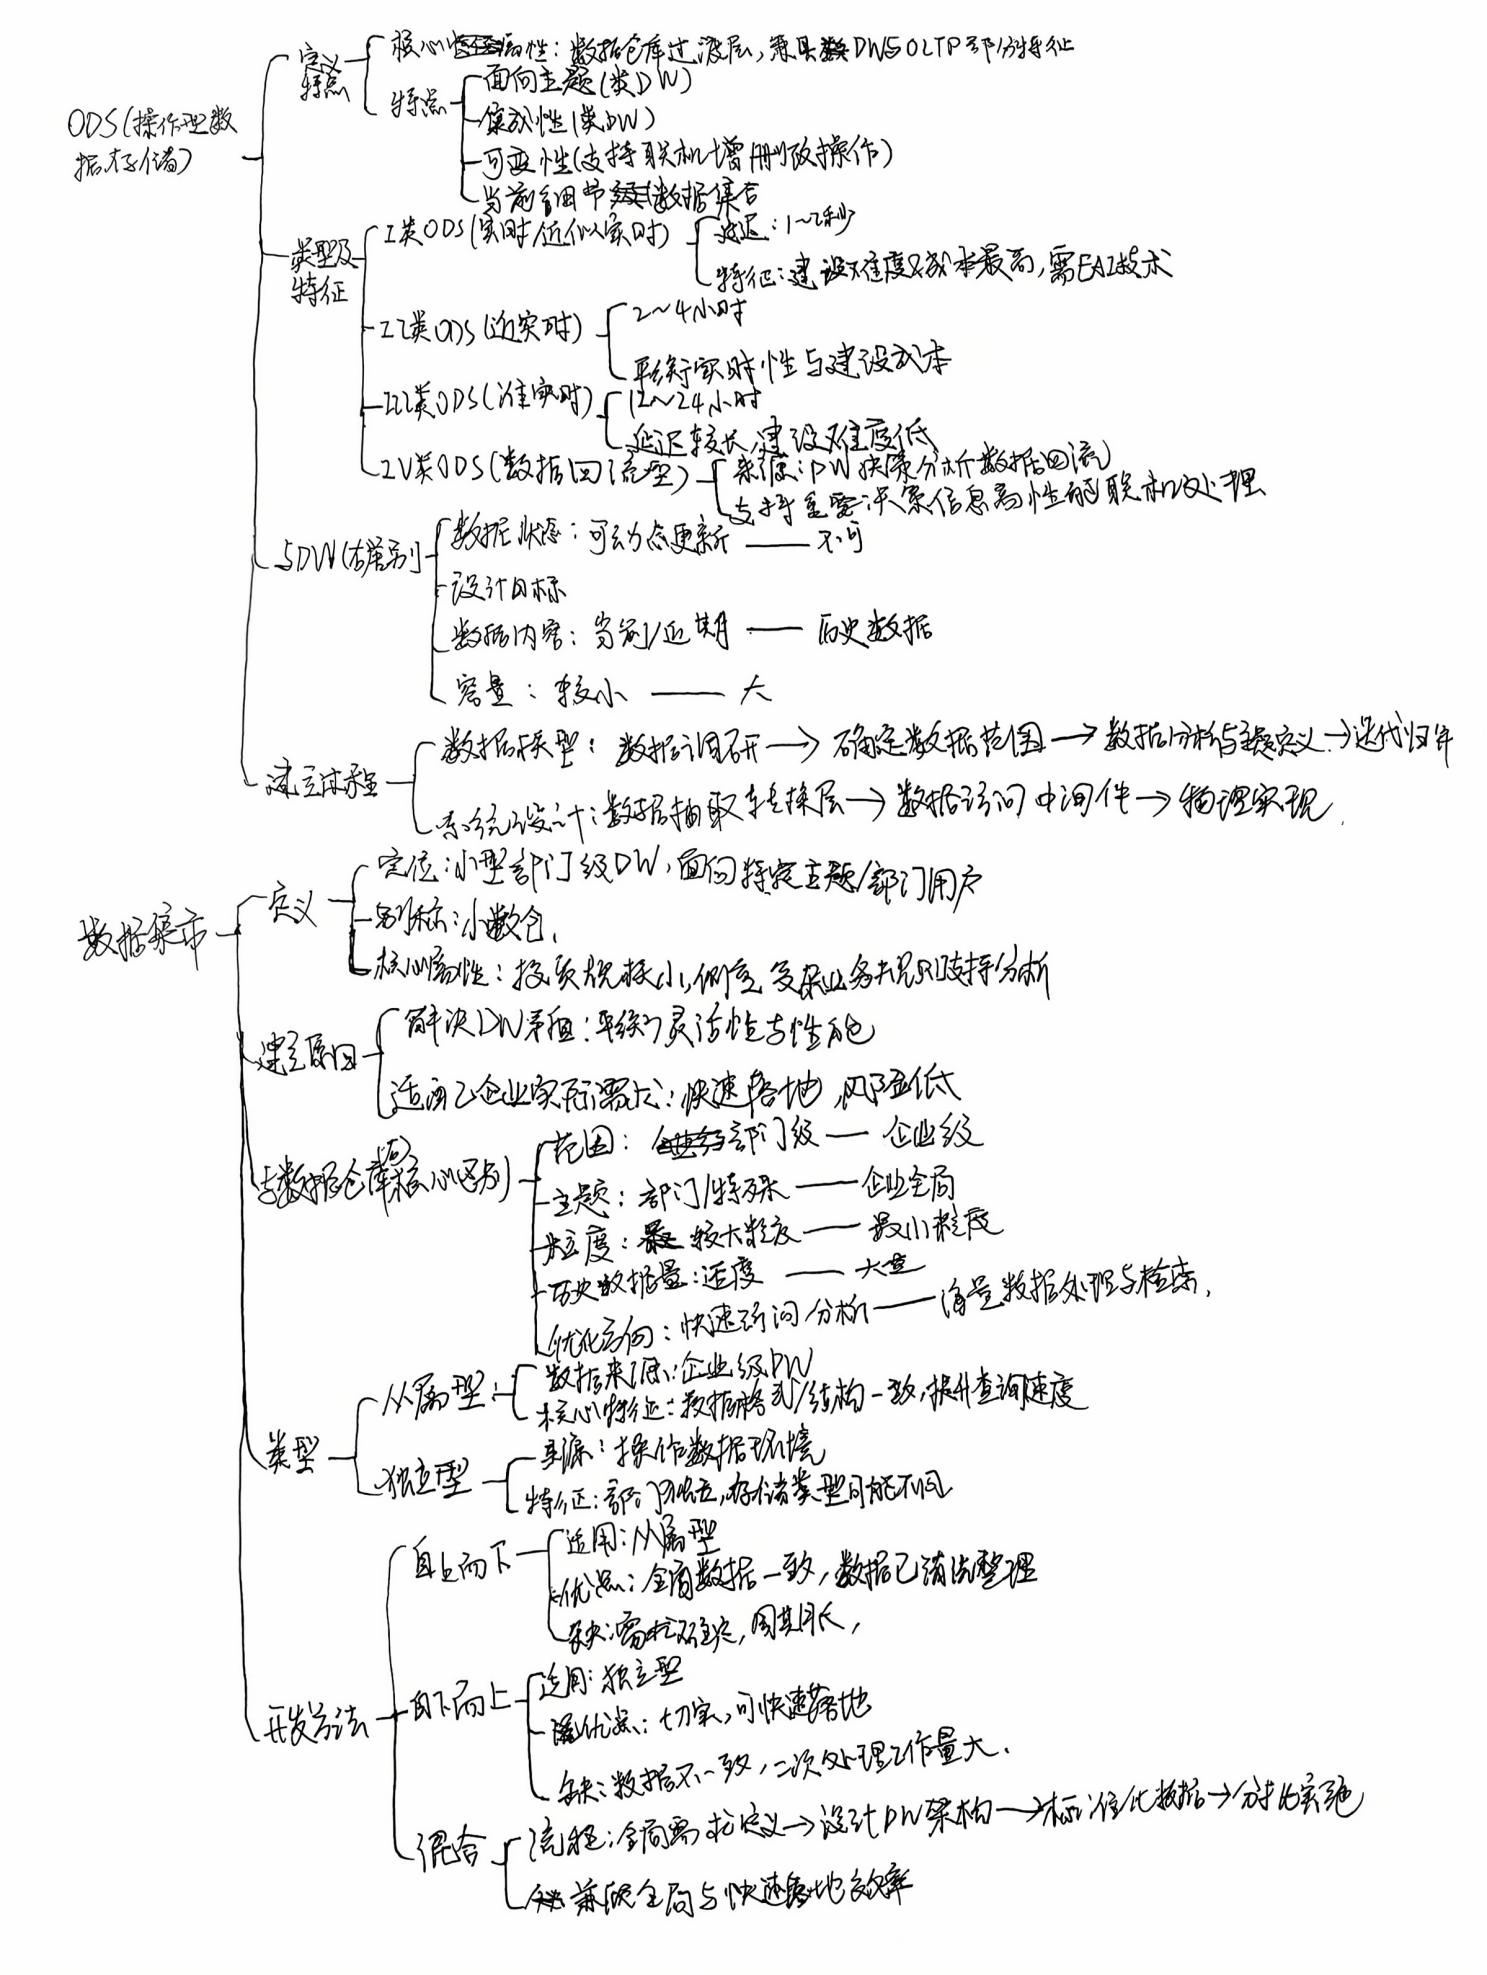 ODS(操作型数
据存储)
定义
特点
核心属性：数据仓库过渡层，兼具DW与OLTP部分特征
特点
面向主题(类DW)
集成性(类DW)
可变性(支持联机增删改操作)
当前细节数据集合
类型及
特征
I类ODS(实时/近似实时)
延迟：1~2秒
特征：建设难度&成本最高，需EAI技术
II类ODS(近实时)
2~4小时
平衡实时性与建设成本
III类ODS(准实时)
12~24小时
延迟较长，建设难度低
IV类ODS(数据回流型)
来源：DW决策分析数据回流
支持重要决策信息高性能联机处理
与DW(右)差别
数据状态：可动态更新 —— 不可
设计目标
数据内容：当前/近期 —— 历史数据
容量：较小 —— 大
建立过程
数据模型：数据调研→确定数据范围→数据分析与主题定义→迭代归并
系统设计：数据抽取转换层→数据访问中间件→物理实现.
数据集市
定义
定位：小型部门级DW，面向特定主题/部门用户
别称：小数仓.
核心属性：投资规模小，侧重复杂业务规则支持分析
建立原因
解决DW矛盾：平衡灵活性与性能
适配企业实际需求：快速落地，风险低
与数据仓库(右)核心区别
范围：部门级 — 企业级
主题：部门/特殊 —— 企业全局
粒度：较大粒度 —— 最小粒度
历史数据量：适度 —— 大量
优化方向：快速访问分析 —— 海量数据处理与检索.
类型
从属型：
数据来源：企业级DW
核心特征：数据格式/结构一致，提升查询速度
独立型
来源：操作数据环境
特征：部门独立，存储类型可能不同
开发方法
自上而下
适用：从属型
优点：全局数据一致，数据已清洗整理
缺：需求难定，周期长，
自下而上
适用：独立型
优点：切实，可快速落地
缺：数据不一致，二次处理工作量大.
混合
流程：全局需求定义→设计DW架构→标准化数据→分批实施
兼顾全局与快速落地效率